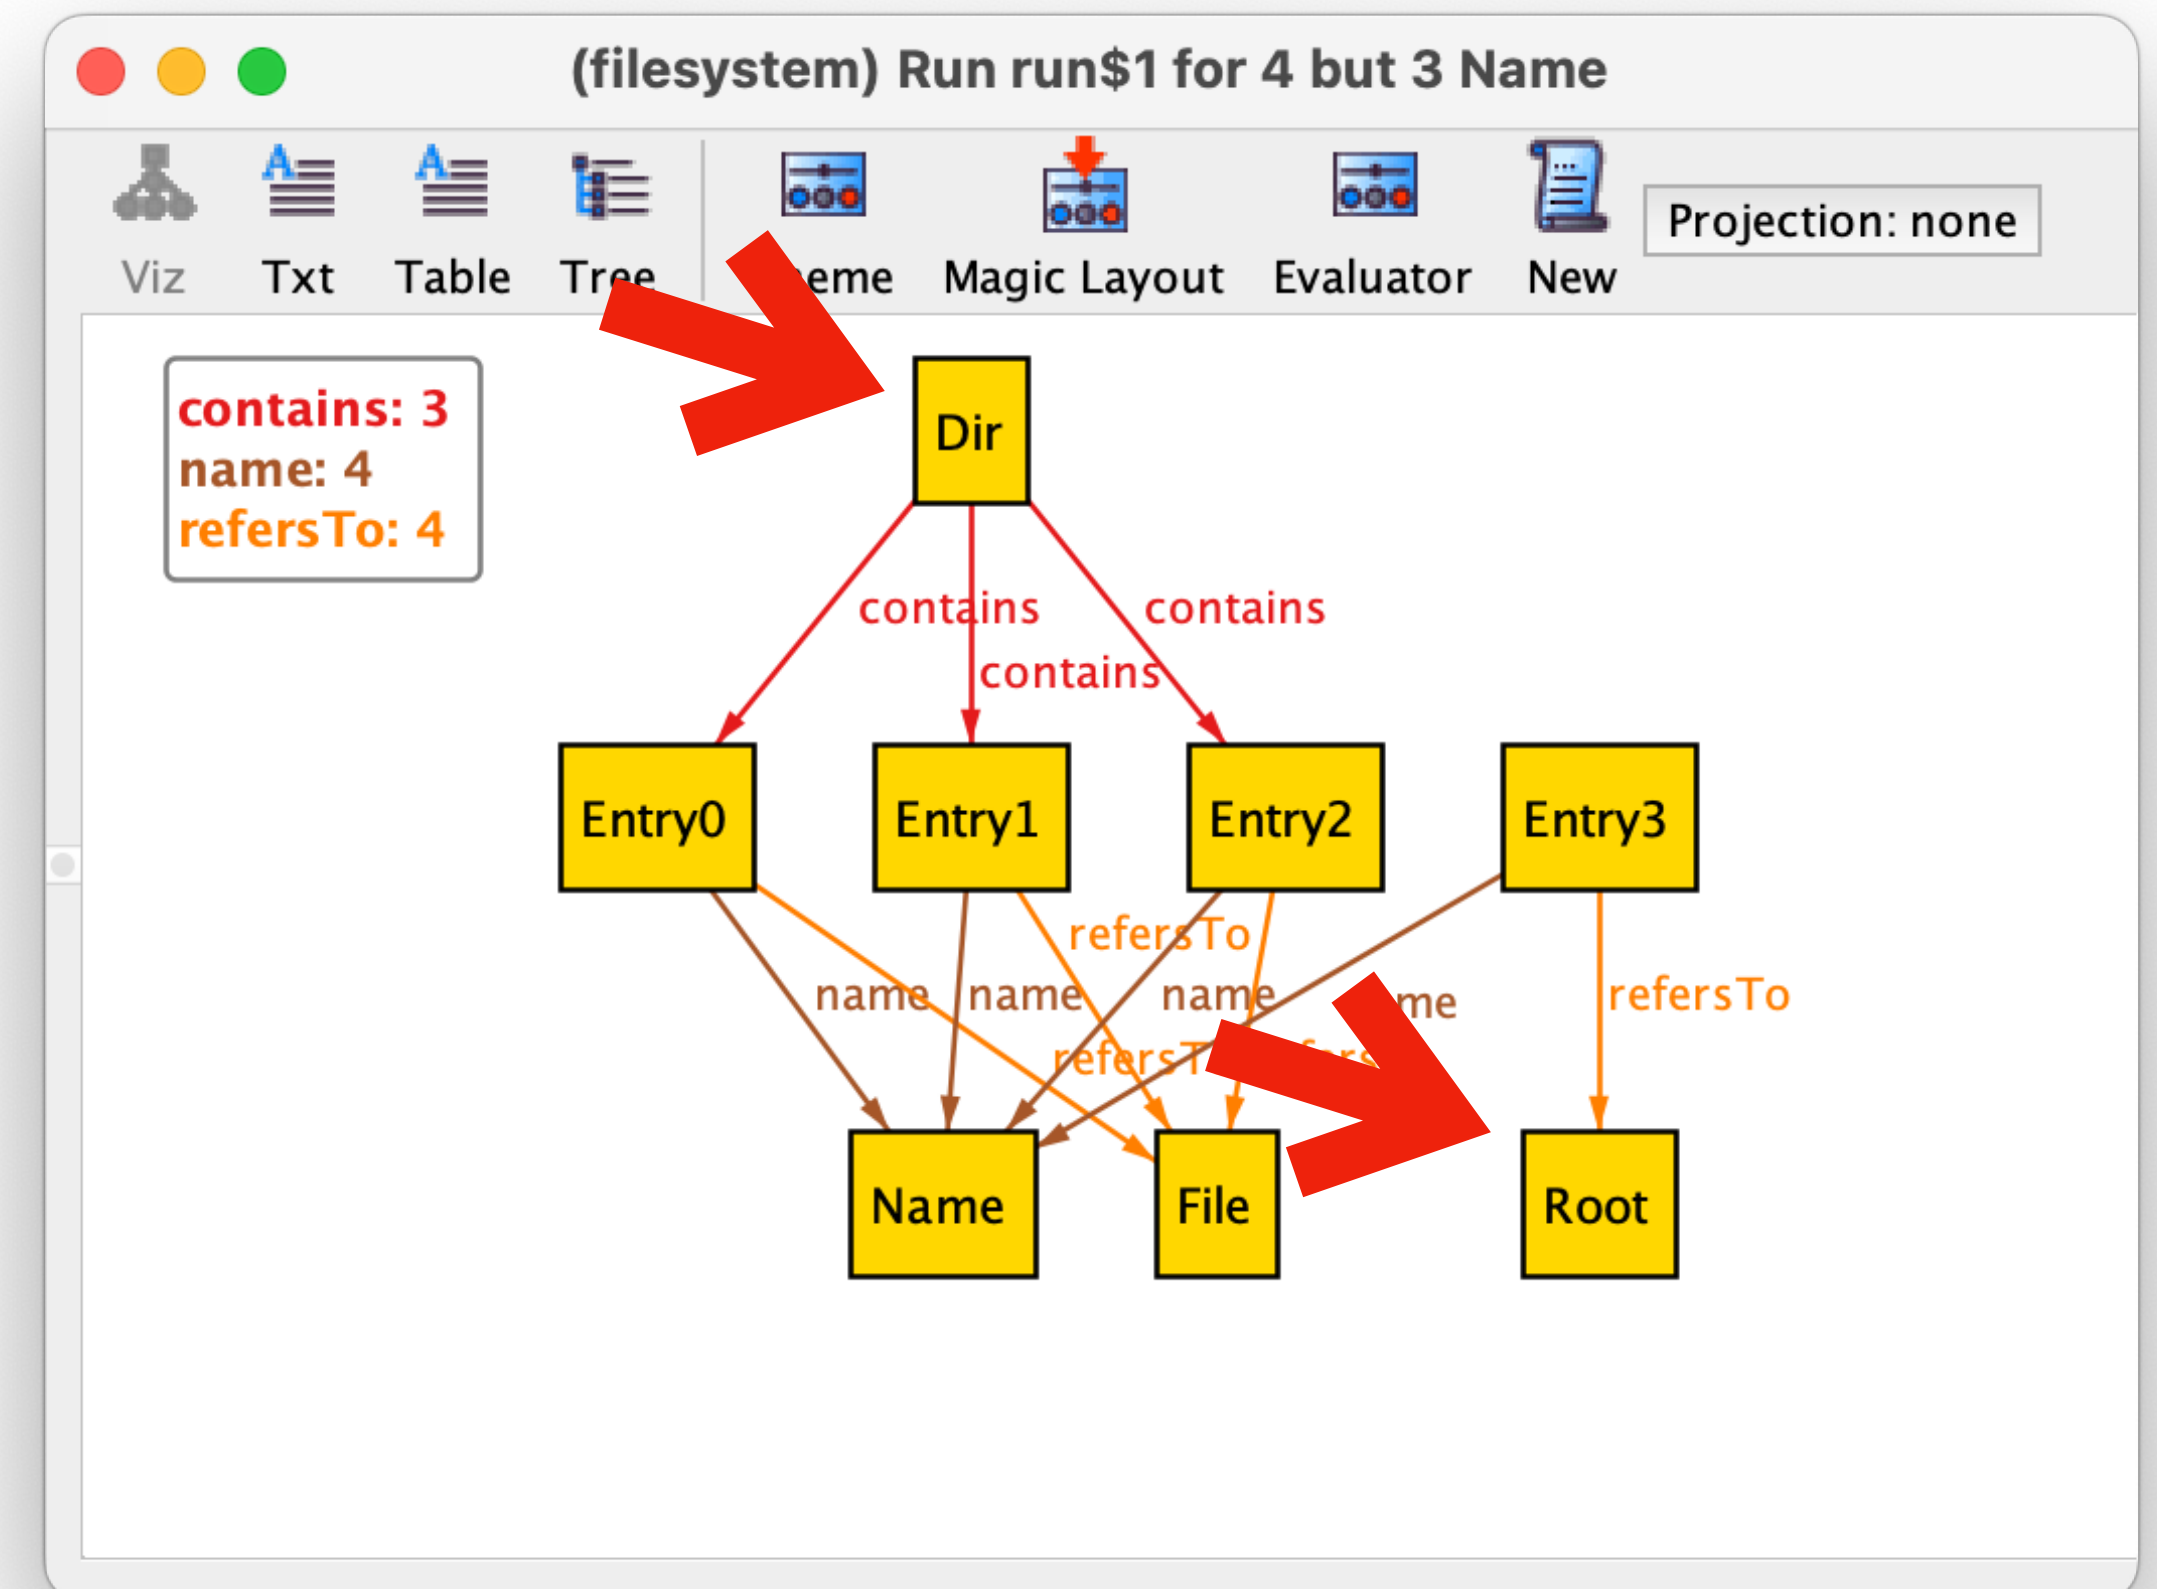 (filesystem) Run run$1 for 4 but 3 Name
Viz Txt Table Tree eme Magic Layout Evaluator New Projection: none
contains: 3
name: 4
refersTo: 4
Dir
contains contains
contains
Entry0 Entry1 Entry2 Entry3
refersTo
name name name me refersTo
Name File Root